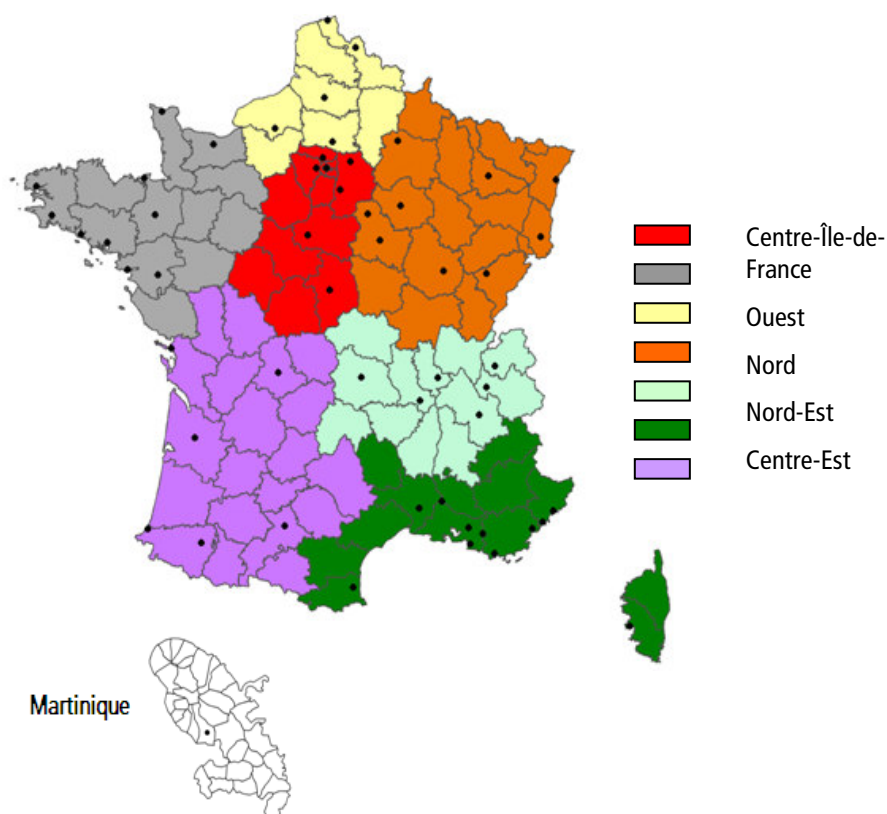 Centre-Île-de-
France
Ouest
Nord
Nord-Est
Centre-Est
Martinique